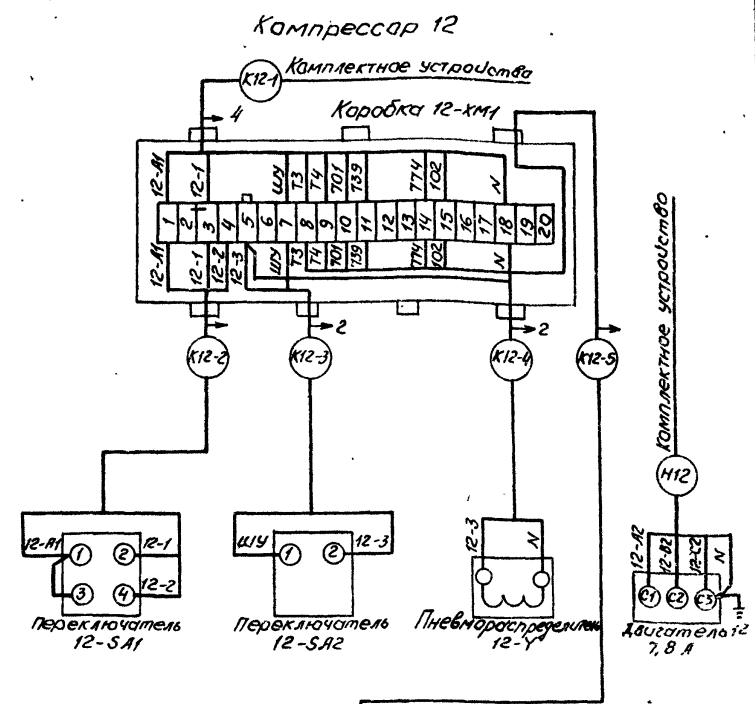 Компрессор 12
К12-1
Комплектное устройства
4
Коробка 12-ХМ1
12-А1 12-1 ШУ Т3 Т4 701 739 774 102 N
1 2 3 4 5 6 7 8 9 10 11 12 13 14 15 16 17 18 19 20
12-А1 12-1 12-2 12-3 ШУ Т3 Т4 701 739 774 102 N
2
2
К12-2
К12-3
К12-4
К12-5
Комплектное устройство
Н12
12-А1 1 2 12-1
3 4 12-2
Переключатель
12-SA1
ШУ 1 2 12-3
Переключатель
12-SA2
12-3 N
Пневмораспределитель
12-Y
12-А2 12-В2 12-С2 N
С1 С2 С3
Двигатель 12
7,8 А